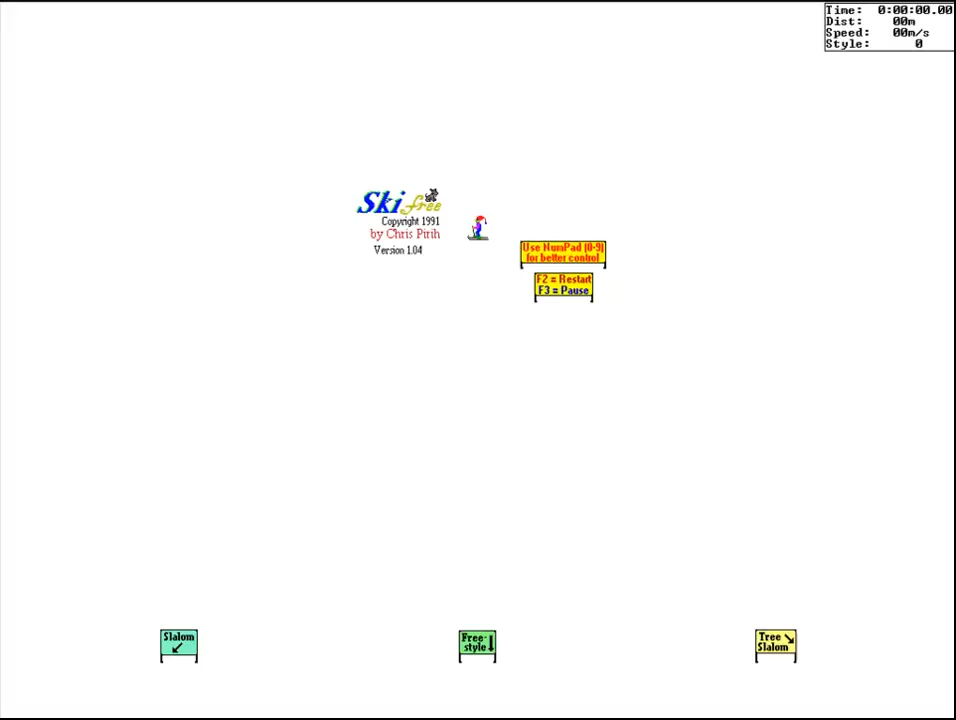 Time: 0:00:00.00
Dist: 00m
Speed: 00m/s
Style: 0
Ski free
Copyright 1991
by Chris Pirih
Version 1.04
Use NumPad (0-9)
for better control
F2 = Restart
F3 = Pause
Slalom
Free-
style
Tree
Slalom